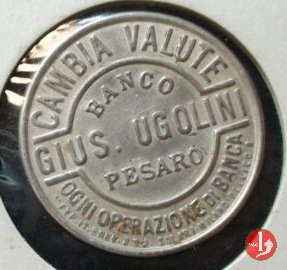 CAMBIA VALUTE
BANCO
GIUS. UGOLINI
PESARO
OGNI OPERAZIONE DI BANCA